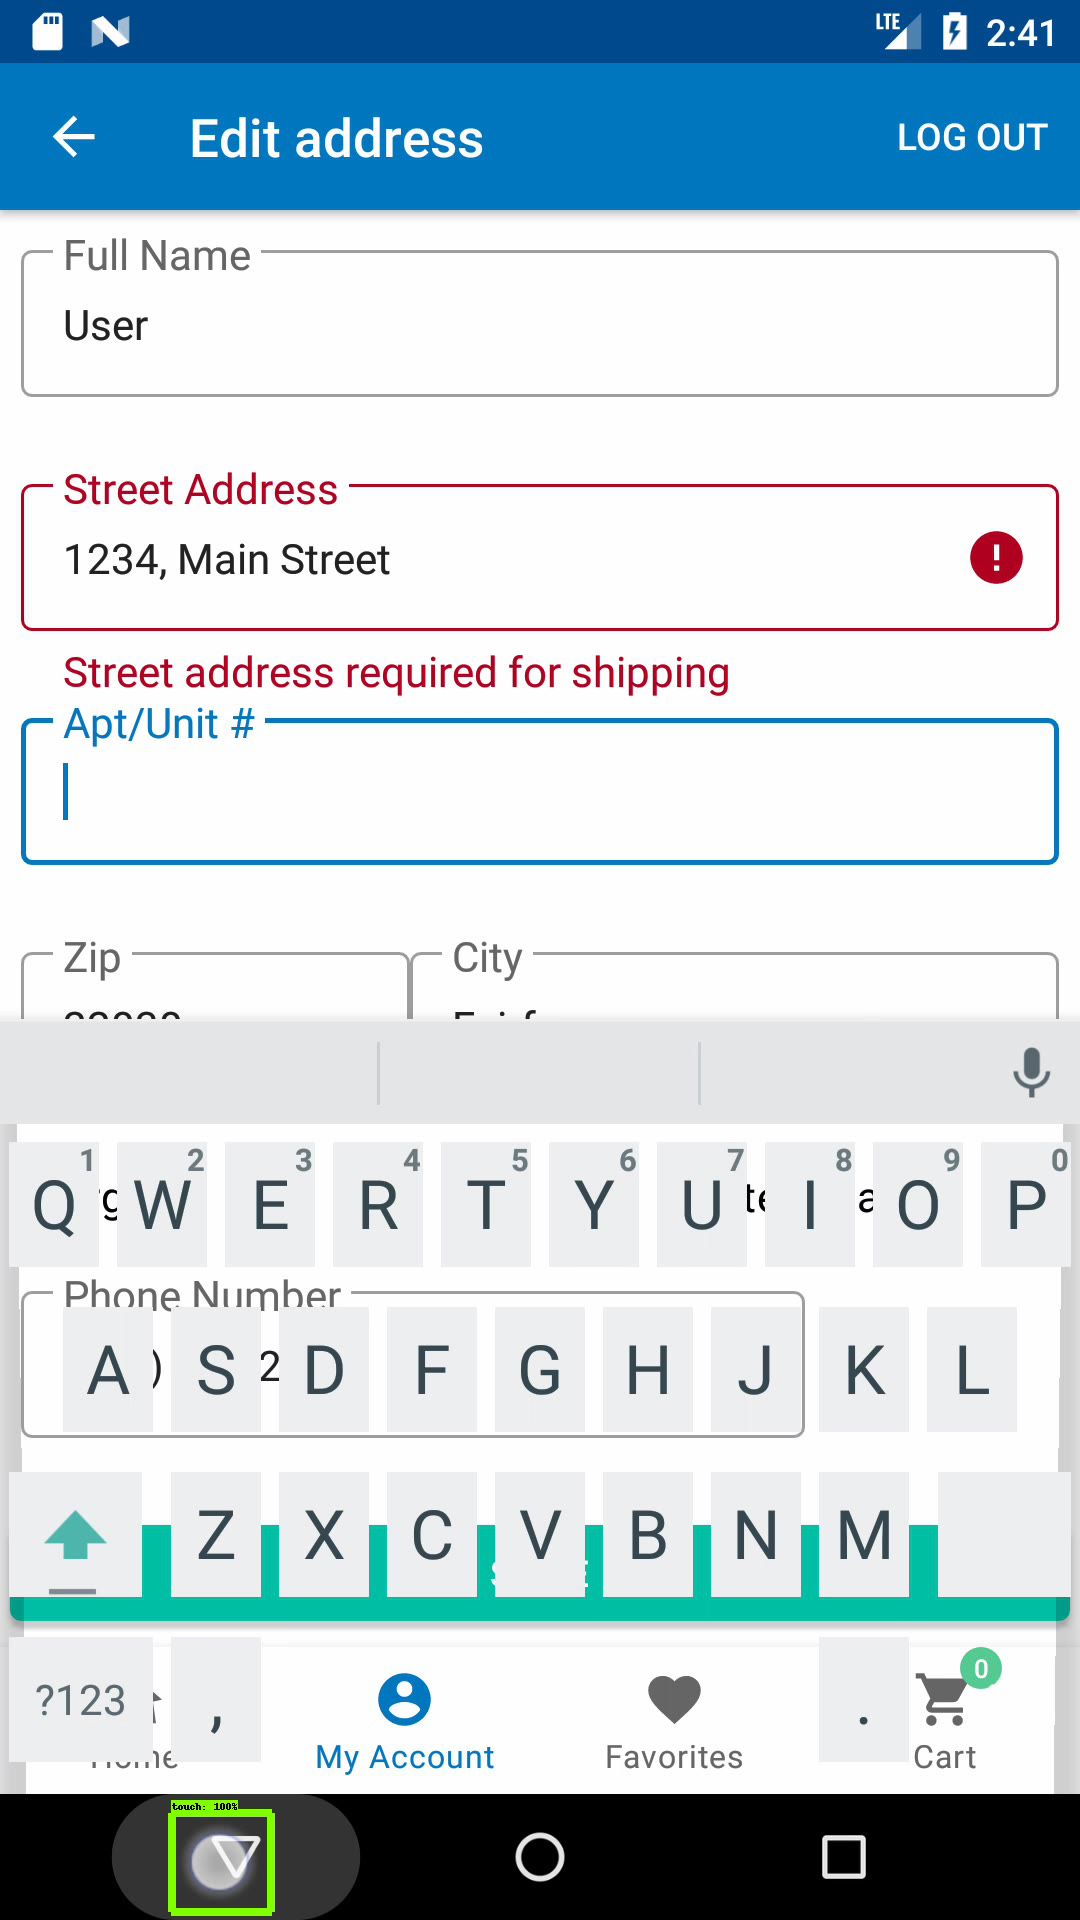 LTE 2:41
Edit address LOG OUT
Full Name
User
Street Address
1234, Main Street
Street address required for shipping
Apt/Unit #
Zip City
1 2 3 4 5 6 7 8 9 0
Q W E R T Y U I O P
Phone Number
A S D F G H J K L
Z X C V B N M
?123 , .
0
Home My Account Favorites Cart
touch: 100%